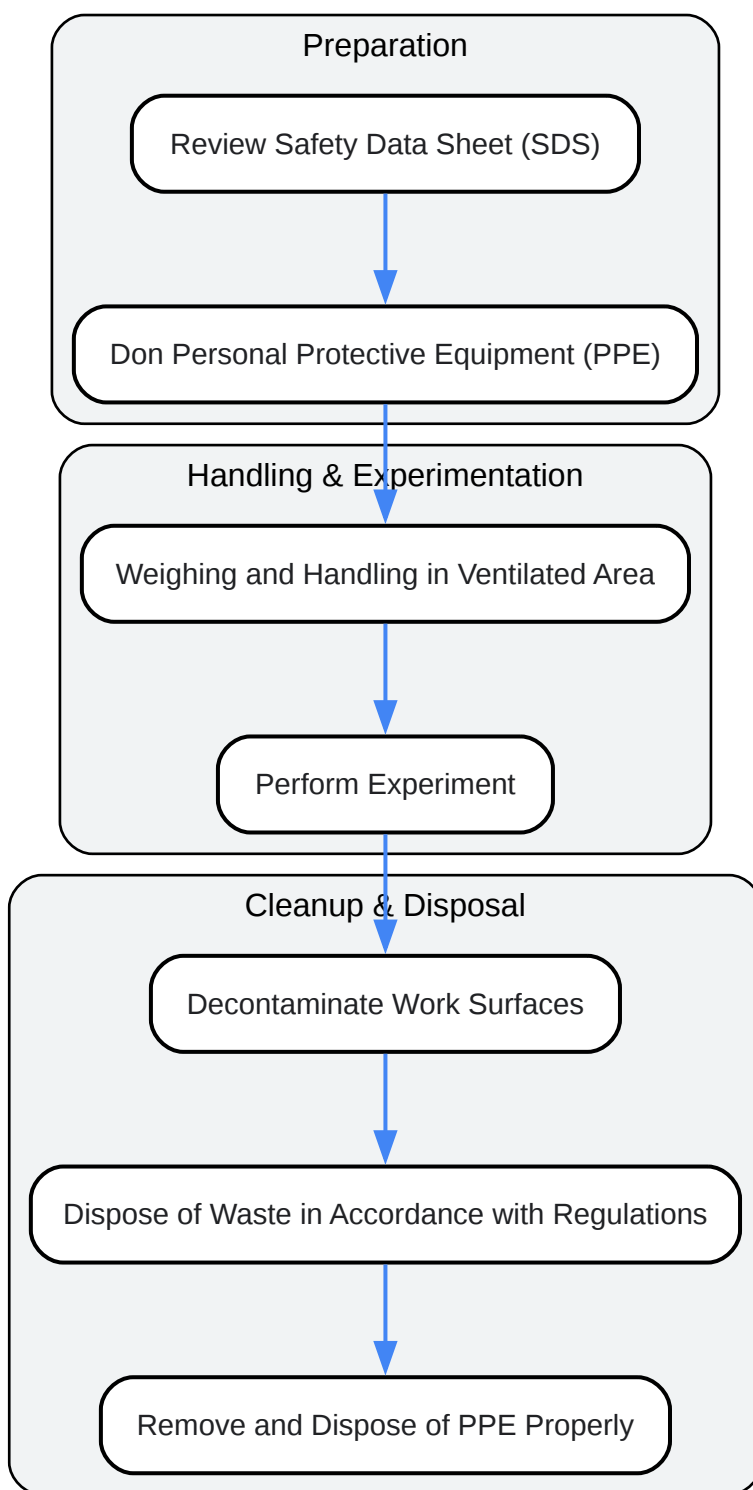 Preparation
Review Safety Data Sheet (SDS)
Don Personal Protective Equipment (PPE)
Handling & Experimentation
Weighing and Handling in Ventilated Area
Perform Experiment
Cleanup & Disposal
Decontaminate Work Surfaces
Dispose of Waste in Accordance with Regulations
Remove and Dispose of PPE Properly